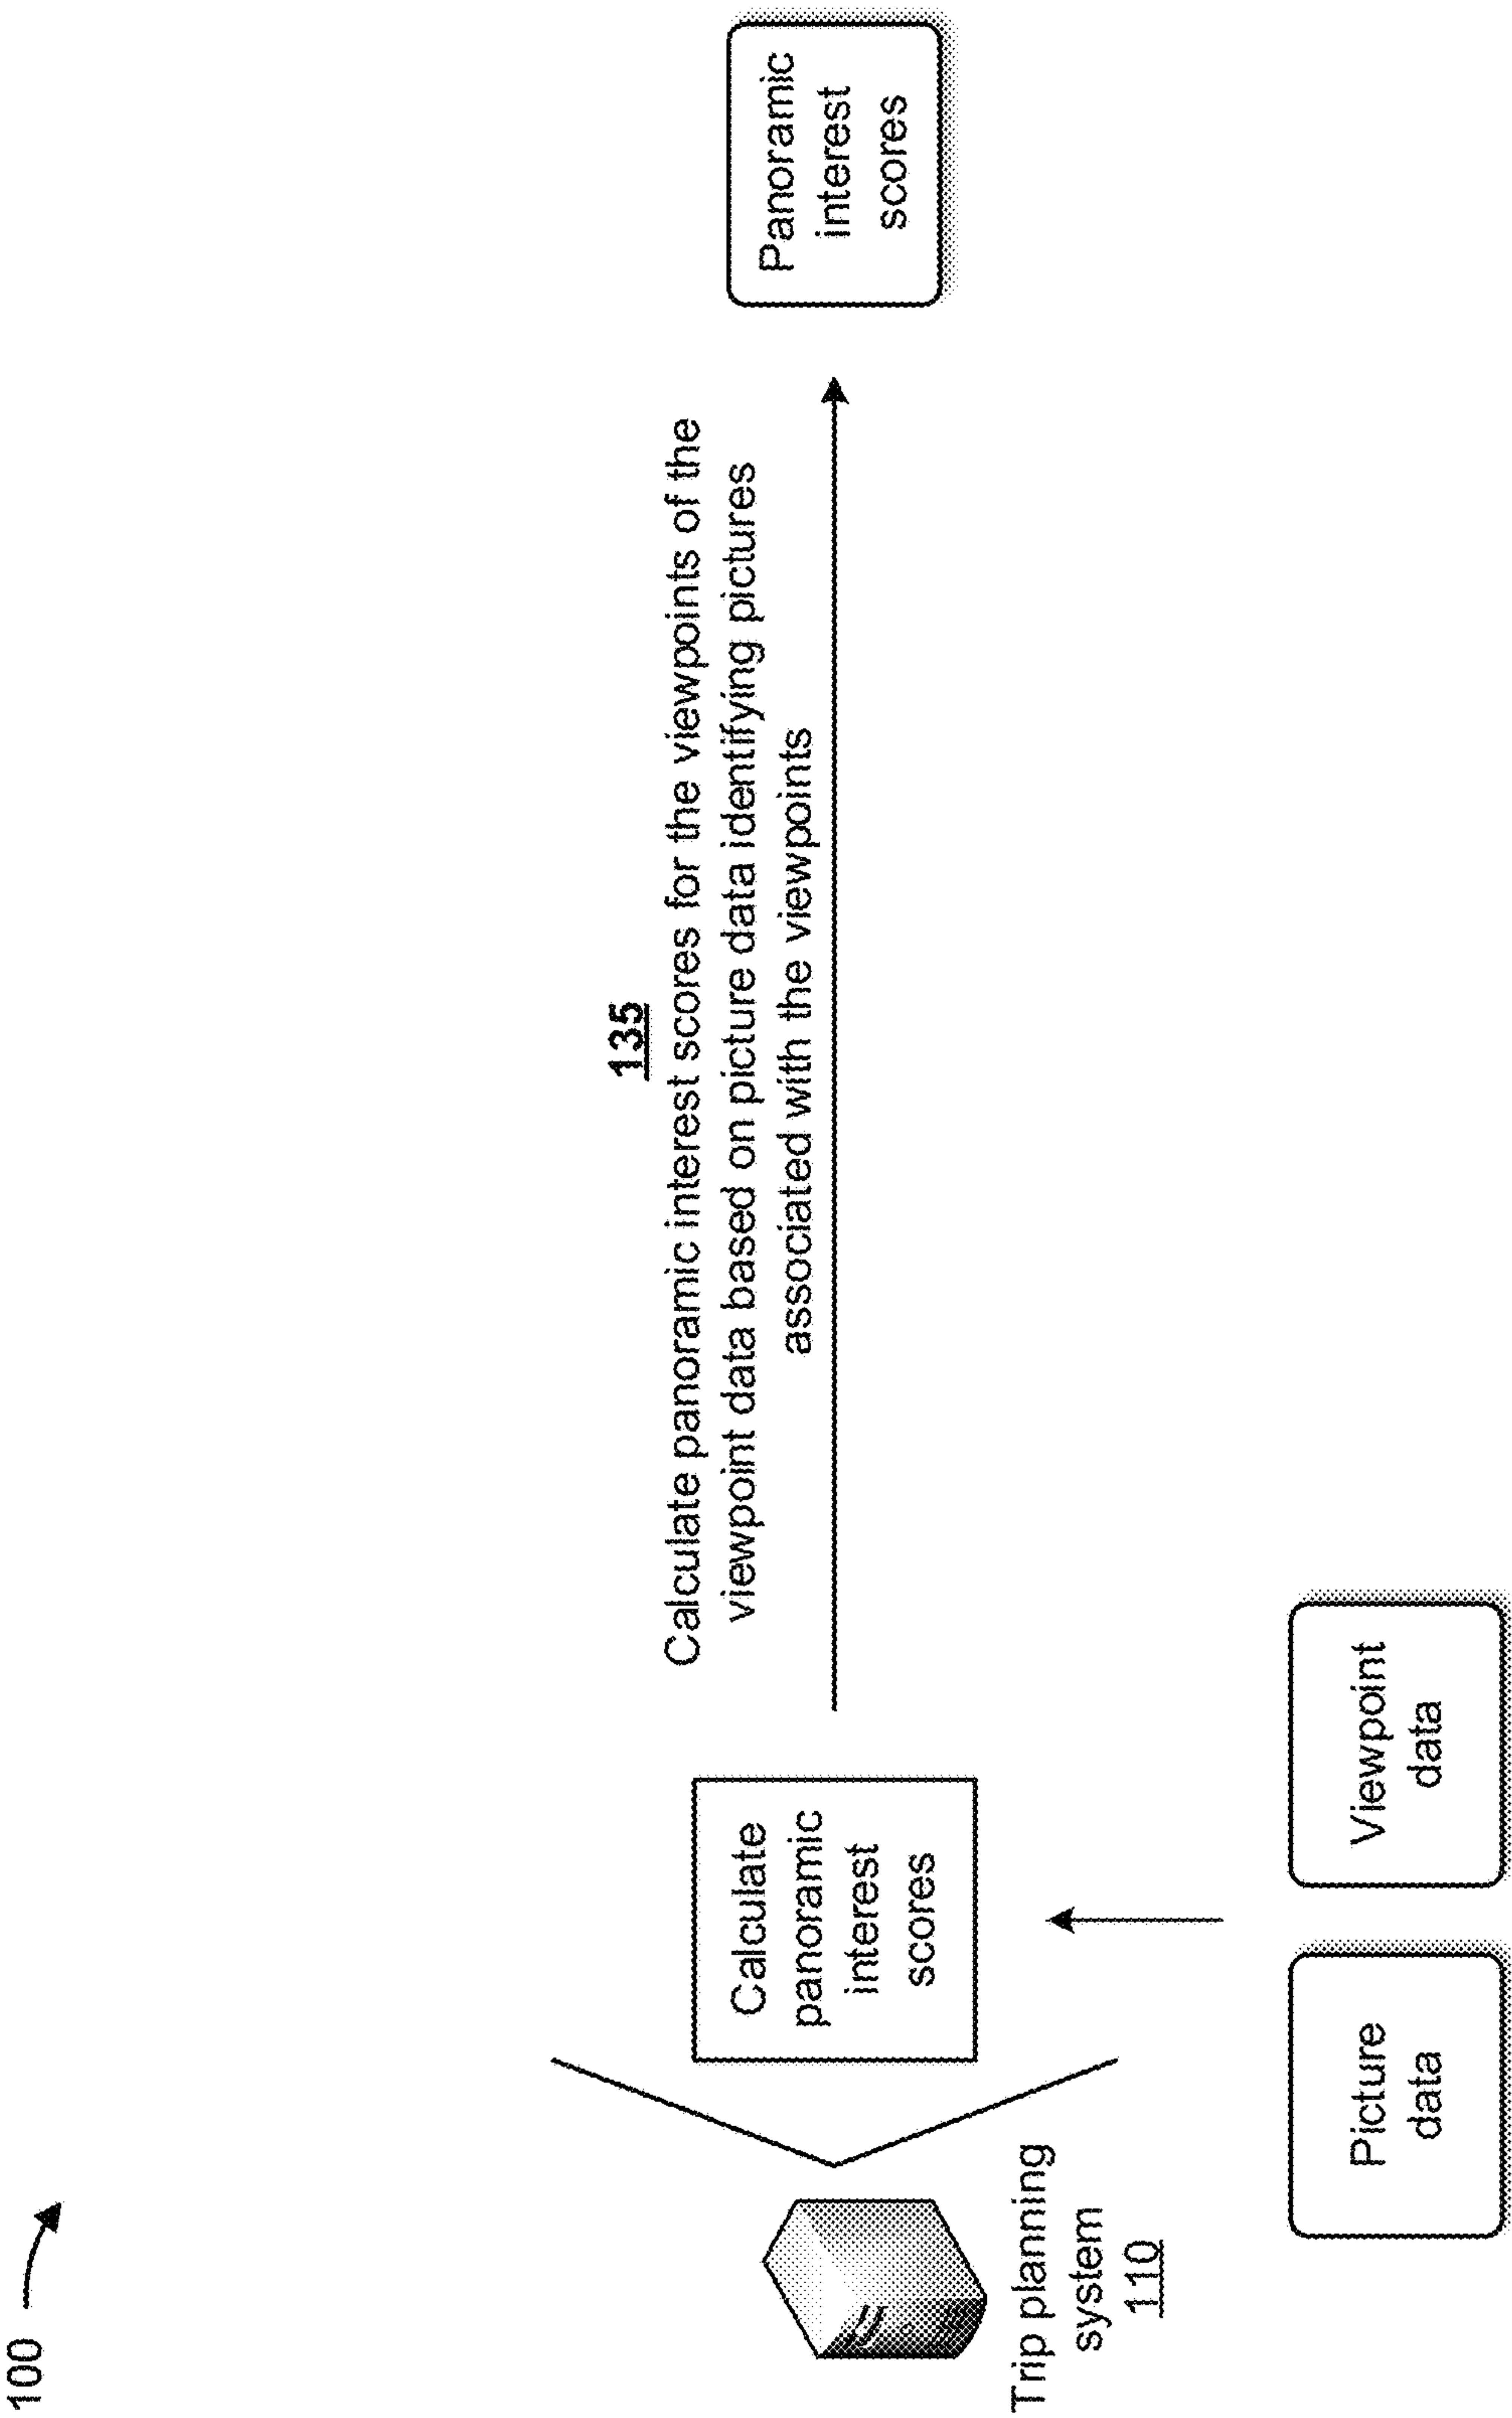 100
135
Calculate panoramic interest scores for the viewpoints of the
viewpoint data based on picture data identifying pictures
associated with the viewpoints
Calculate
panoramic
interest
scores
Panoramic
interest
scores
Trip planning
system
110
Picture
data
Viewpoint
data